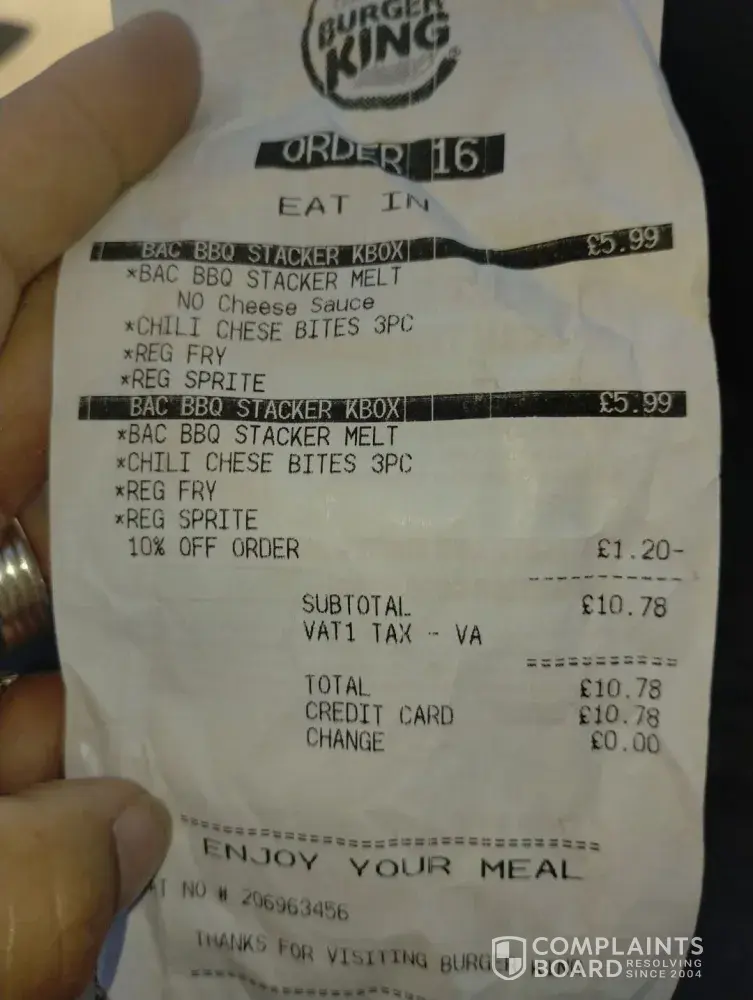 BURGER
KING
ORDER 16
EAT IN
BAC BBQ STACKER KBOX £5.99
*BAC BBQ STACKER MELT
NO Cheese Sauce
*CHILI CHESE BITES 3PC
*REG FRY
*REG SPRITE
BAC BBQ STACKER KBOX £5.99
*BAC BBQ STACKER MELT
*CHILI CHESE BITES 3PC
*REG FRY
*REG SPRITE
10% OFF ORDER £1.20-
SUBTOTAL £10.78
VAT1 TAX - VA
TOTAL £10.78
CREDIT CARD £10.78
CHANGE £0.00
ENJOY YOUR MEAL
NO # 206963456
THANKS FOR VISITING
COMPLAINTS
BOARD RESOLVING
SINCE 2004